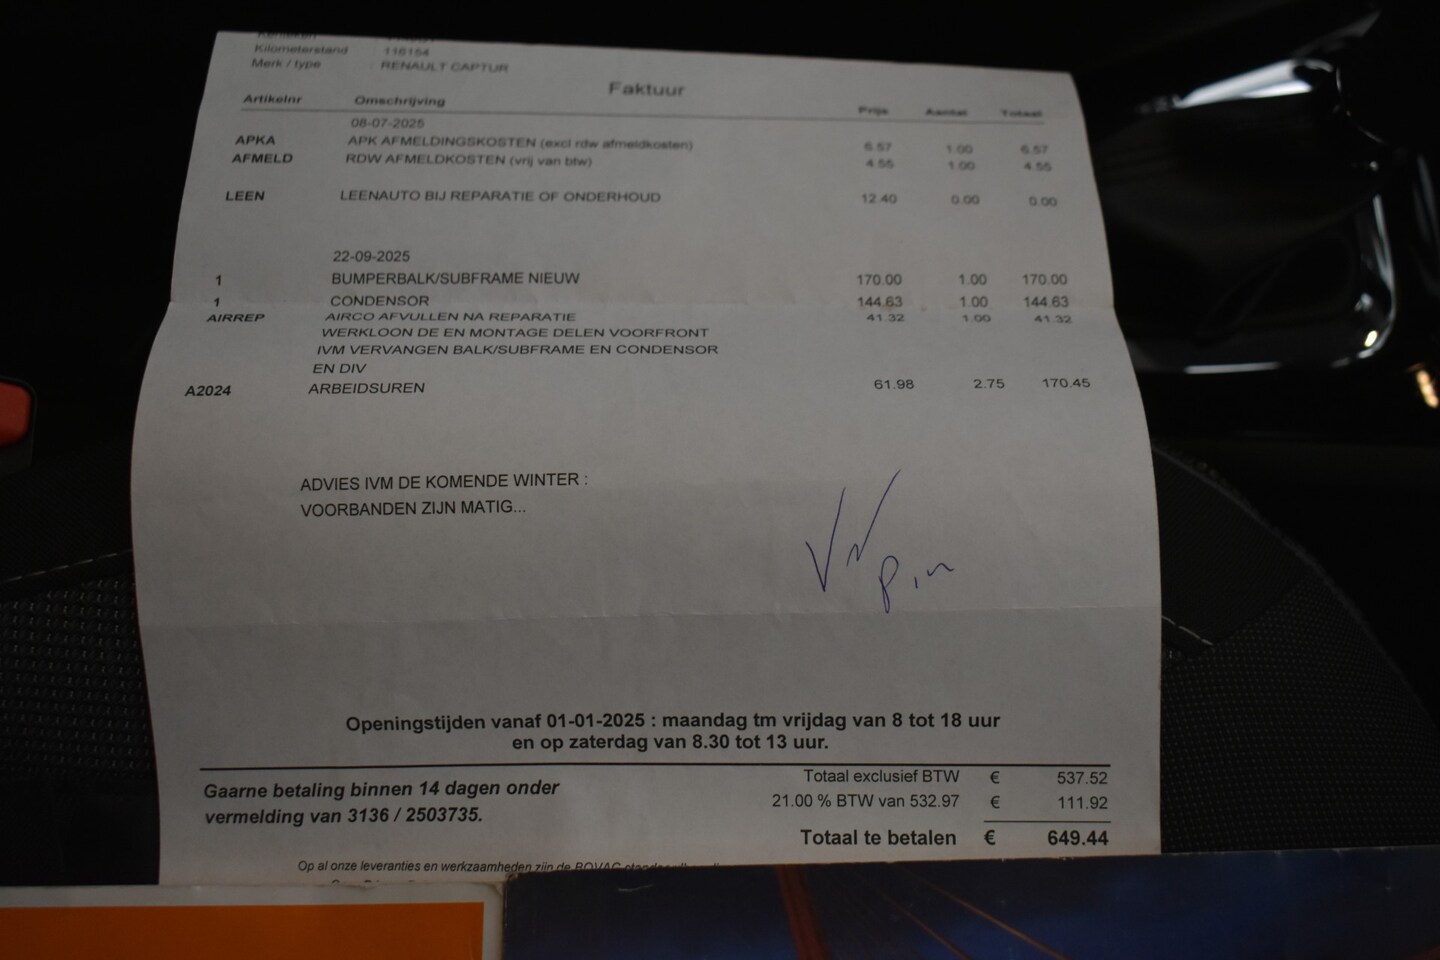 Kenteken
Kilometerstand 116154
Merk / type RENAULT CAPTUR
Faktuur
Artikelnr Omschrijving Prijs Aantal Totaal
08-07-2025
APKA APK AFMELDINGSKOSTEN (excl rdw afmeldkosten) 6.57 1.00 6.57
AFMELD RDW AFMELDKOSTEN (vrij van btw) 4.55 1.00 4.55
LEEN LEENAUTO BIJ REPARATIE OF ONDERHOUD 12.40 0.00 0.00
22-09-2025
1 BUMPERBALK/SUBFRAME NIEUW 170.00 1.00 170.00
1 CONDENSOR 144.63 1.00 144.63
AIRREP AIRCO AFVULLEN NA REPARATIE 41.32 1.00 41.32
WERKLOON DE EN MONTAGE DELEN VOORFRONT
IVM VERVANGEN BALK/SUBFRAME EN CONDENSOR
EN DIV
A2024 ARBEIDSUREN 61.98 2.75 170.45
ADVIES IVM DE KOMENDE WINTER :
VOORBANDEN ZIJN MATIG...
Pin
Openingstijden vanaf 01-01-2025 : maandag tm vrijdag van 8 tot 18 uur
en op zaterdag van 8.30 tot 13 uur.
Gaarne betaling binnen 14 dagen onder
vermelding van 3136 / 2503735.
Totaal exclusief BTW € 537.52
21.00 % BTW van 532.97 € 111.92
Totaal te betalen € 649.44
Op al onze leveranties en werkzaamheden zijn de BOVAG